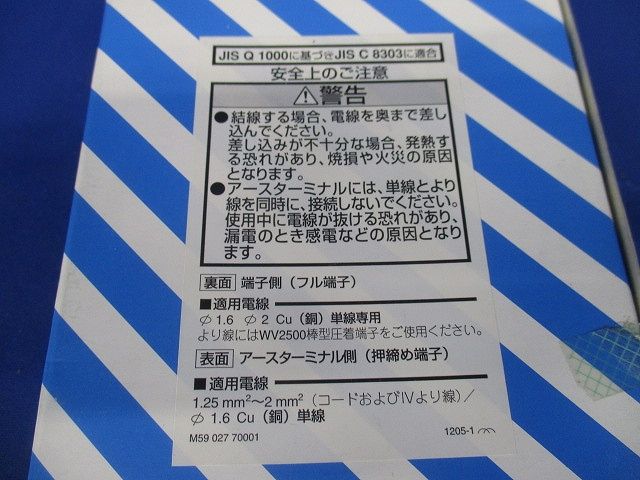 JIS Q 1000に基づきJIS C 8303に適合
安全上のご注意
⚠警告
●結線する場合、電線を奥まで差し
込んでください。
差し込みが不十分な場合、発熱す
る恐れがあり、焼損や火災の原因
となります。
●アースターミナルには、単線とより
線を同時に、接続しないでください。
使用中に電線が抜ける恐れがあり、
漏電のとき感電などの原因となり
ます。
裏面 端子側（フル端子）
■適用電線
φ1.6 φ2 Cu（銅）単線専用
より線にはWV2500棒型圧着端子をご使用ください。
表面 アースターミナル側（押締め端子）
■適用電線
1.25 mm²～2 mm²（コードおよびIVより線）／
φ1.6 Cu（銅）単線
M59 027 70001
1205-1